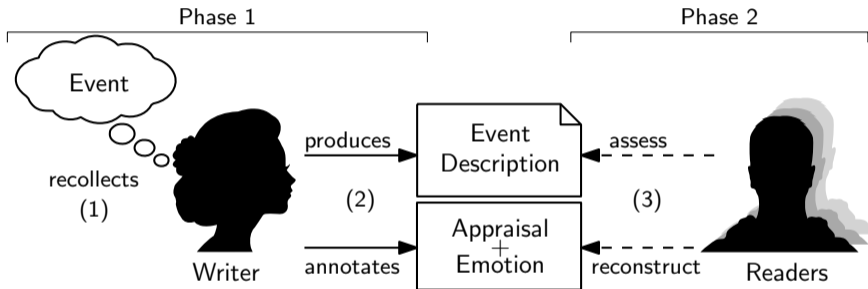 Phase 1
Phase 2
Event
recollects
(1)
produces
(2)
annotates
Writer
Event
Description
Appraisal
+
Emotion
assess
(3)
reconstruct
Readers